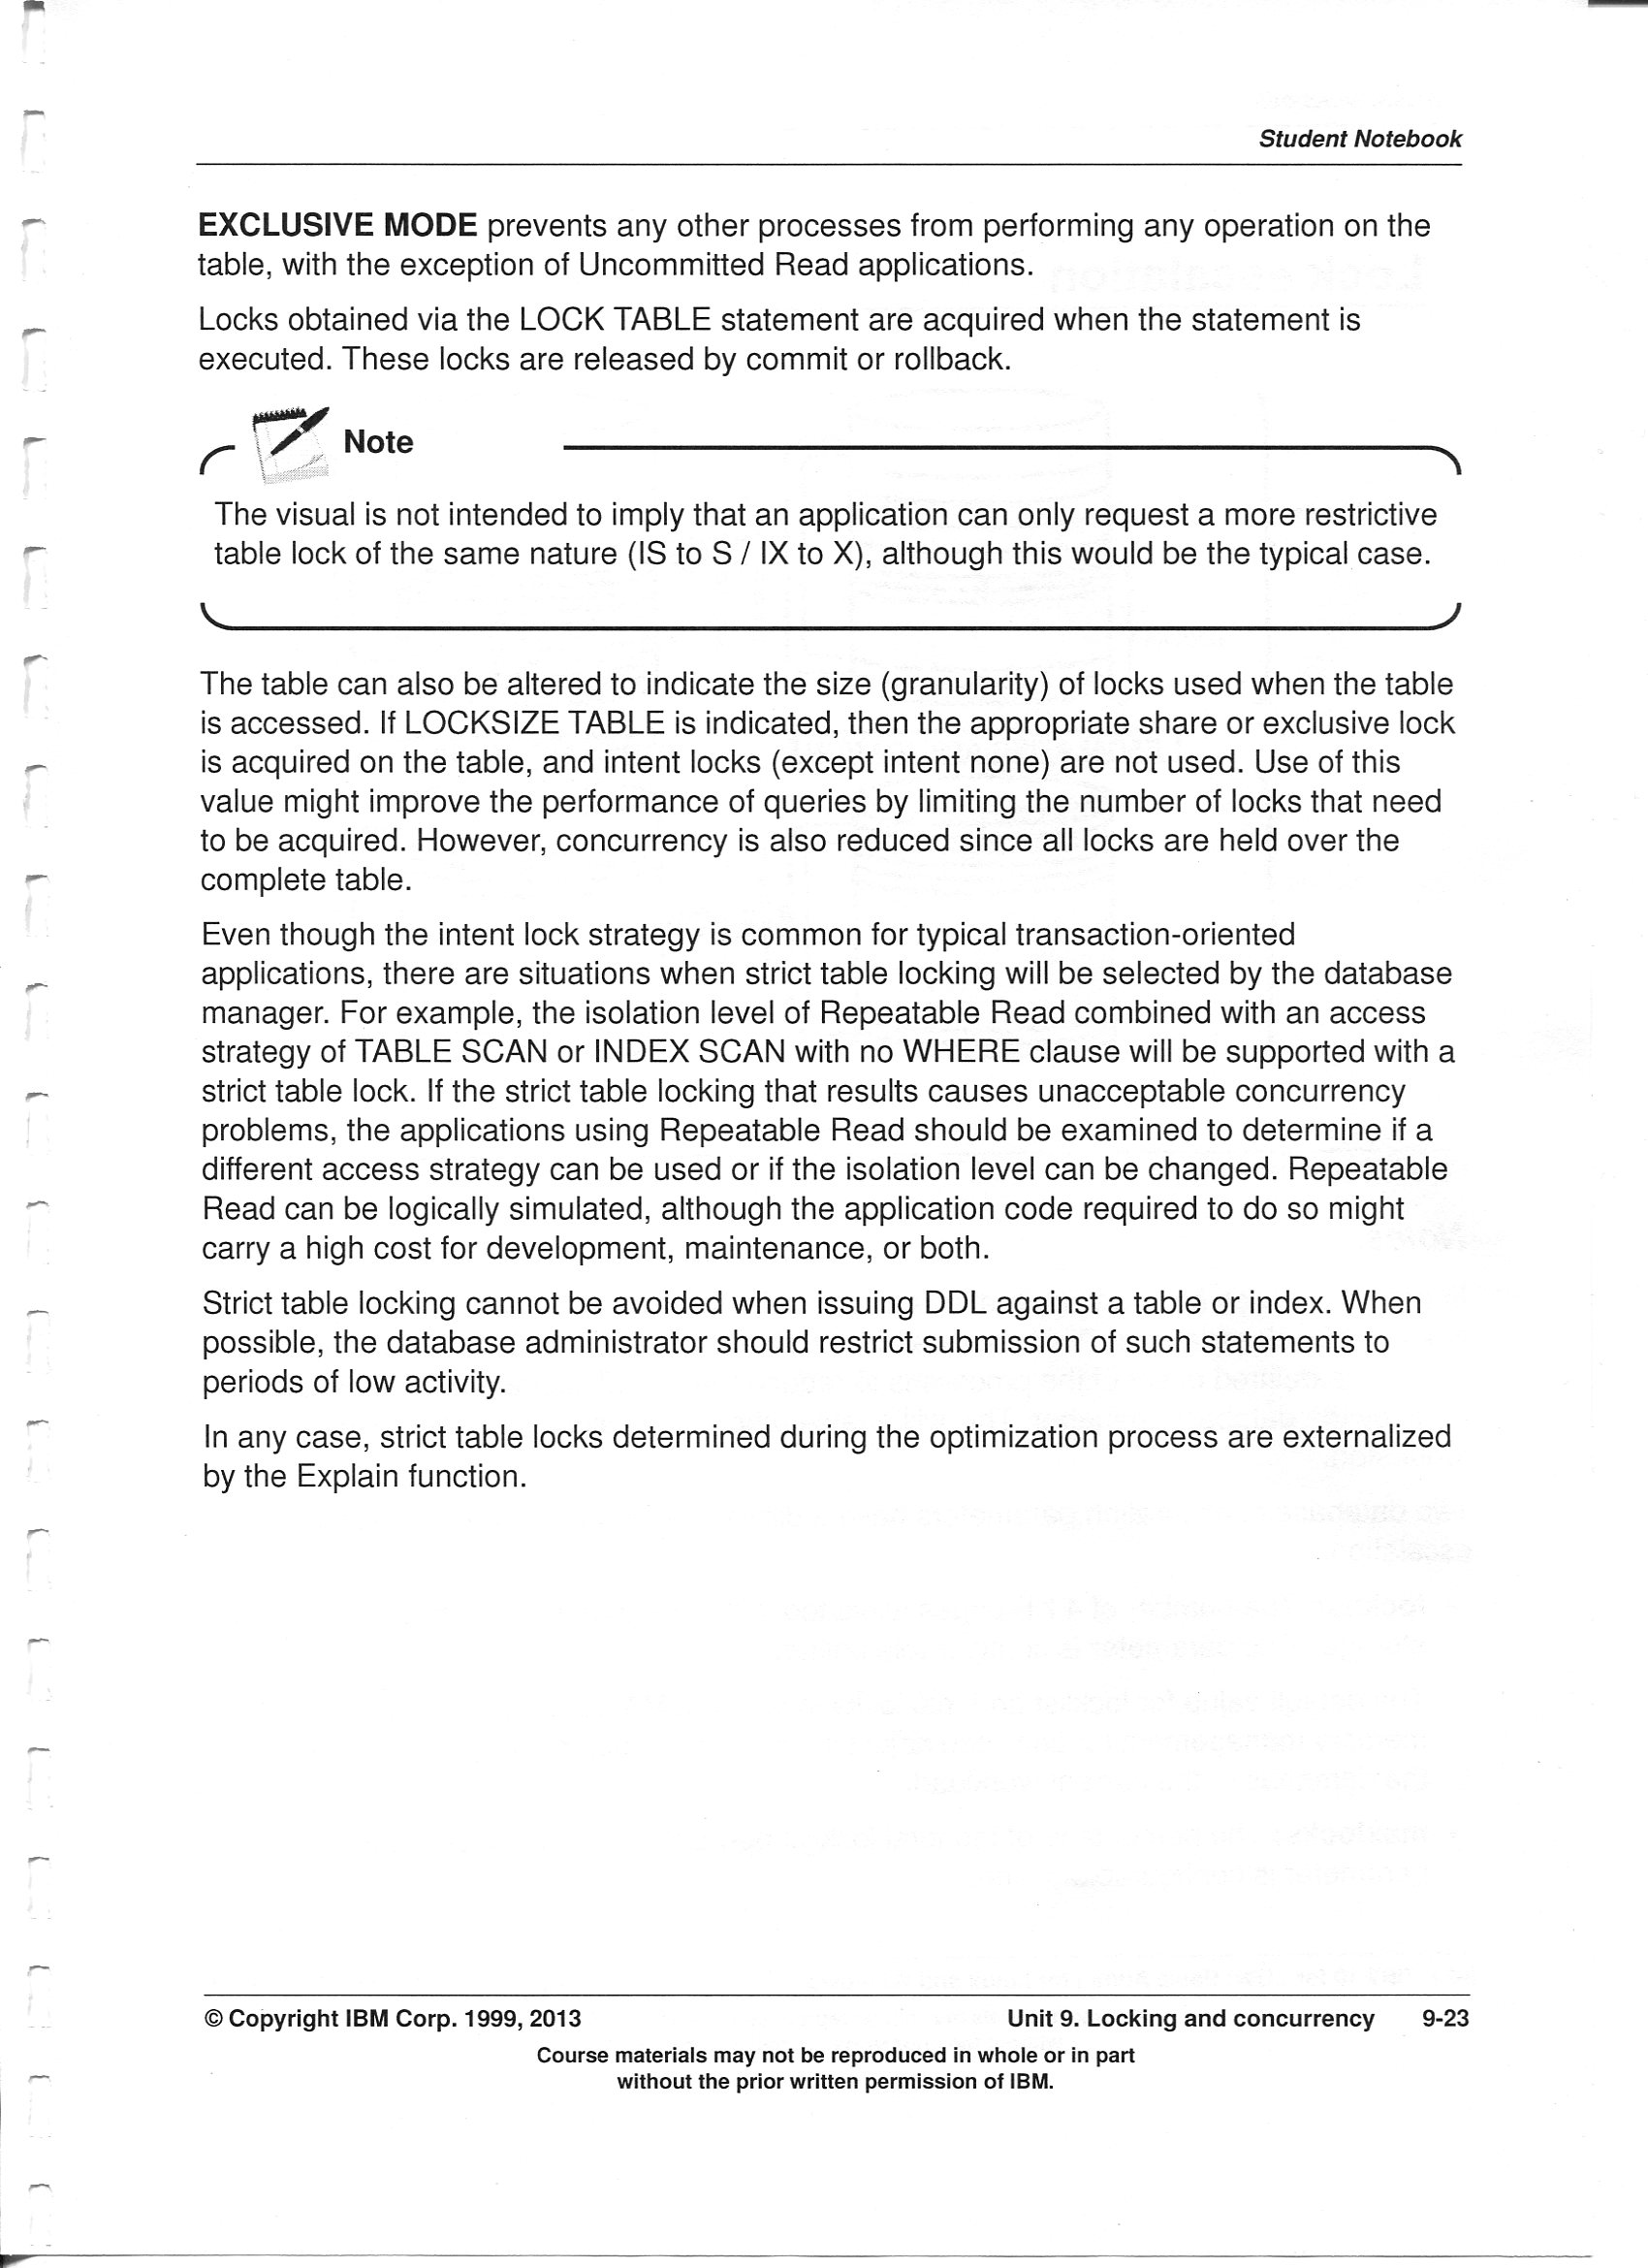 Student Notebook
EXCLUSIVE MODE prevents any other processes from performing any operation on the
table, with the exception of Uncommitted Read applications.
Locks obtained via the LOCK TABLE statement are acquired when the statement is
executed. These locks are released by commit or rollback.
Note
The visual is not intended to imply that an application can only request a more restrictive
table lock of the same nature (IS to S / IX to X), although this would be the typical case.
The table can also be altered to indicate the size (granularity) of locks used when the table
is accessed. If LOCKSIZE TABLE is indicated, then the appropriate share or exclusive lock
is acquired on the table, and intent locks (except intent none) are not used. Use of this
value might improve the performance of queries by limiting the number of locks that need
to be acquired. However, concurrency is also reduced since all locks are held over the
complete table.
Even though the intent lock strategy is common for typical transaction-oriented
applications, there are situations when strict table locking will be selected by the database
manager. For example, the isolation level of Repeatable Read combined with an access
strategy of TABLE SCAN or INDEX SCAN with no WHERE clause will be supported with a
strict table lock. If the strict table locking that results causes unacceptable concurrency
problems, the applications using Repeatable Read should be examined to determine if a
different access strategy can be used or if the isolation level can be changed. Repeatable
Read can be logically simulated, although the application code required to do so might
carry a high cost for development, maintenance, or both.
Strict table locking cannot be avoided when issuing DDL against a table or index. When
possible, the database administrator should restrict submission of such statements to
periods of low activity.
In any case, strict table locks determined during the optimization process are externalized
by the Explain function.
© Copyright IBM Corp. 1999, 2013 Unit 9. Locking and concurrency 9-23
Course materials may not be reproduced in whole or in part
without the prior written permission of IBM.